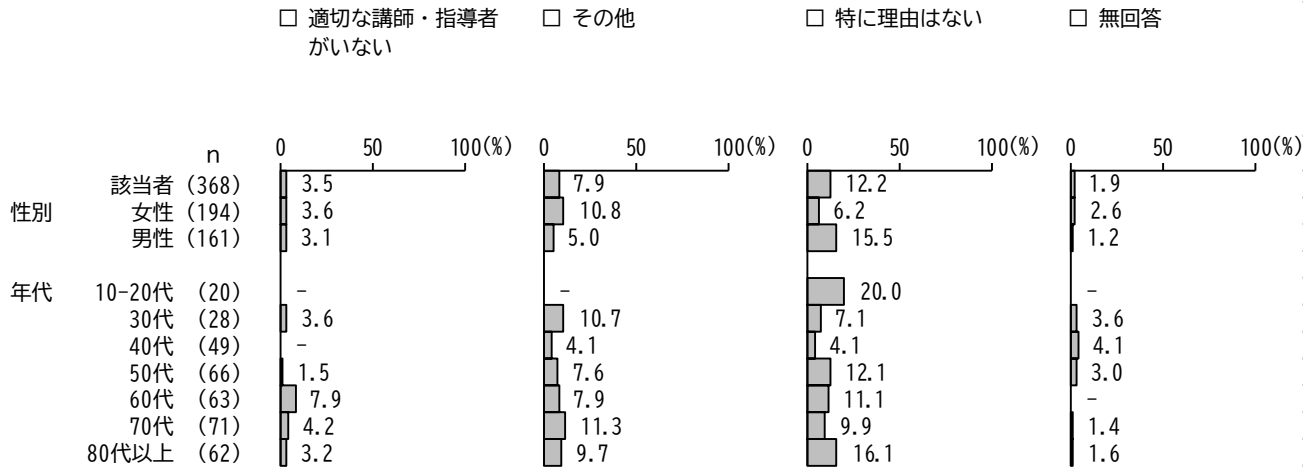 □ 適切な講師・指導者 □ その他 □ 特に理由はない □ 無回答
がいない
n 0 50 100(%) 0 50 100(%) 0 50 100(%) 0 50 100(%)
該当者 (368) 3.5 7.9 12.2 1.9
性別 女性 (194) 3.6 10.8 6.2 2.6
男性 (161) 3.1 5.0 15.5 1.2
年代 10-20代 (20) - - 20.0 -
30代 (28) 3.6 10.7 7.1 3.6
40代 (49) - 4.1 4.1 4.1
50代 (66) 1.5 7.6 12.1 3.0
60代 (63) 7.9 7.9 11.1 -
70代 (71) 4.2 11.3 9.9 1.4
80代以上 (62) 3.2 9.7 16.1 1.6